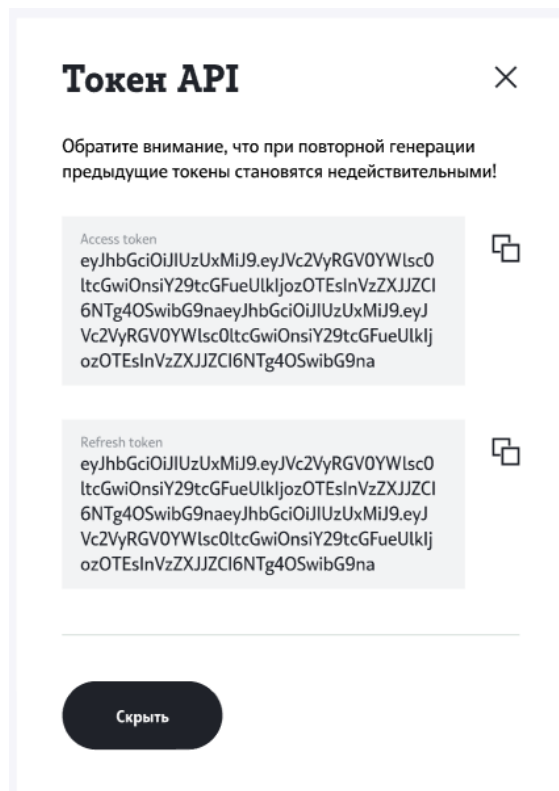 Токен API
Обратите внимание, что при повторной генерации
предыдущие токены становятся недействительными!
Access token
eyJhbGciOiJIUzUxMiJ9.eyJVc2VyRGV0YWlsc0
ltcGwiOnsiY29tcGFueUlkIjozOTEsInVzZXJJZCI
6NTg4OSwibG9naeyJhbGciOiJIUzUxMiJ9.eyJ
Vc2VyRGV0YWlsc0ltcGwiOnsiY29tcGFueUlkIj
ozOTEsInVzZXJJZCI6NTg4OSwibG9na
Refresh token
eyJhbGciOiJIUzUxMiJ9.eyJVc2VyRGV0YWlsc0
ltcGwiOnsiY29tcGFueUlkIjozOTEsInVzZXJJZCI
6NTg4OSwibG9naeyJhbGciOiJIUzUxMiJ9.eyJ
Vc2VyRGV0YWlsc0ltcGwiOnsiY29tcGFueUlkIj
ozOTEsInVzZXJJZCI6NTg4OSwibG9na
Скрыть